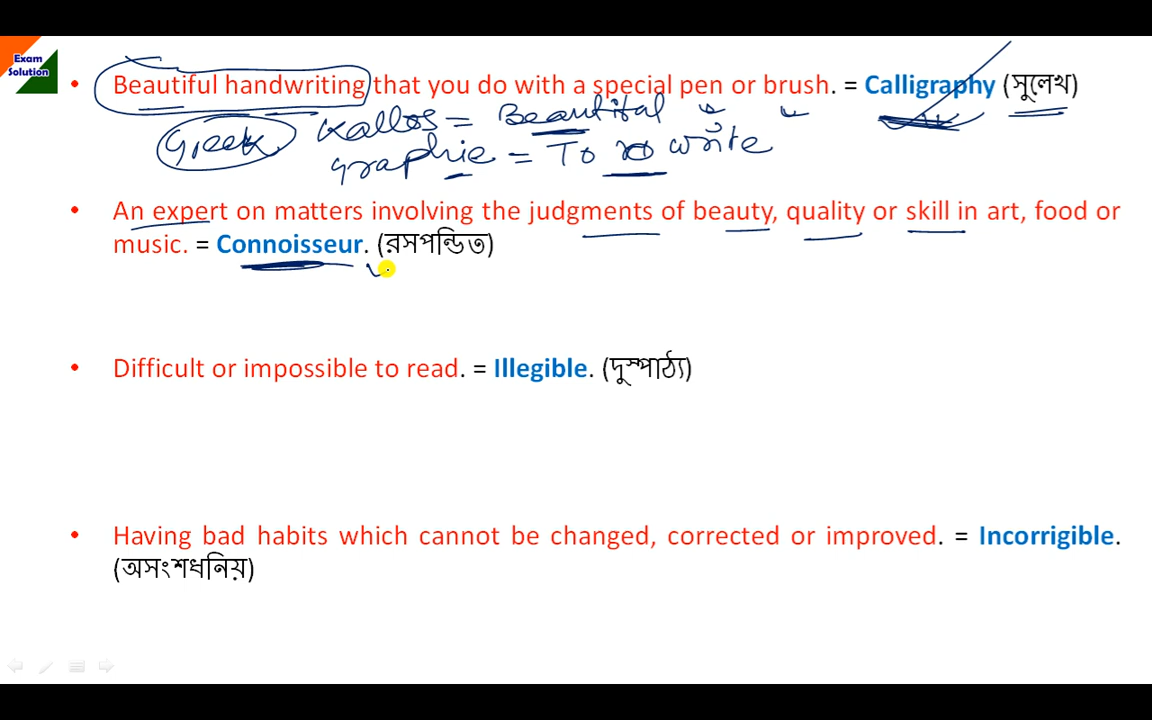 Exam
Solution
• Beautiful handwriting that you do with a special pen or brush. = Calligraphy (সুলেখ)
Greek Kallos = Beautiful
graphie = To write
• An expert on matters involving the judgments of beauty, quality or skill in art, food or
music. = Connoisseur. (রসপন্ডিত)
• Difficult or impossible to read. = Illegible. (দুস্পাঠ্য)
• Having bad habits which cannot be changed, corrected or improved. = Incorrigible.
(অসংশধনিয়)